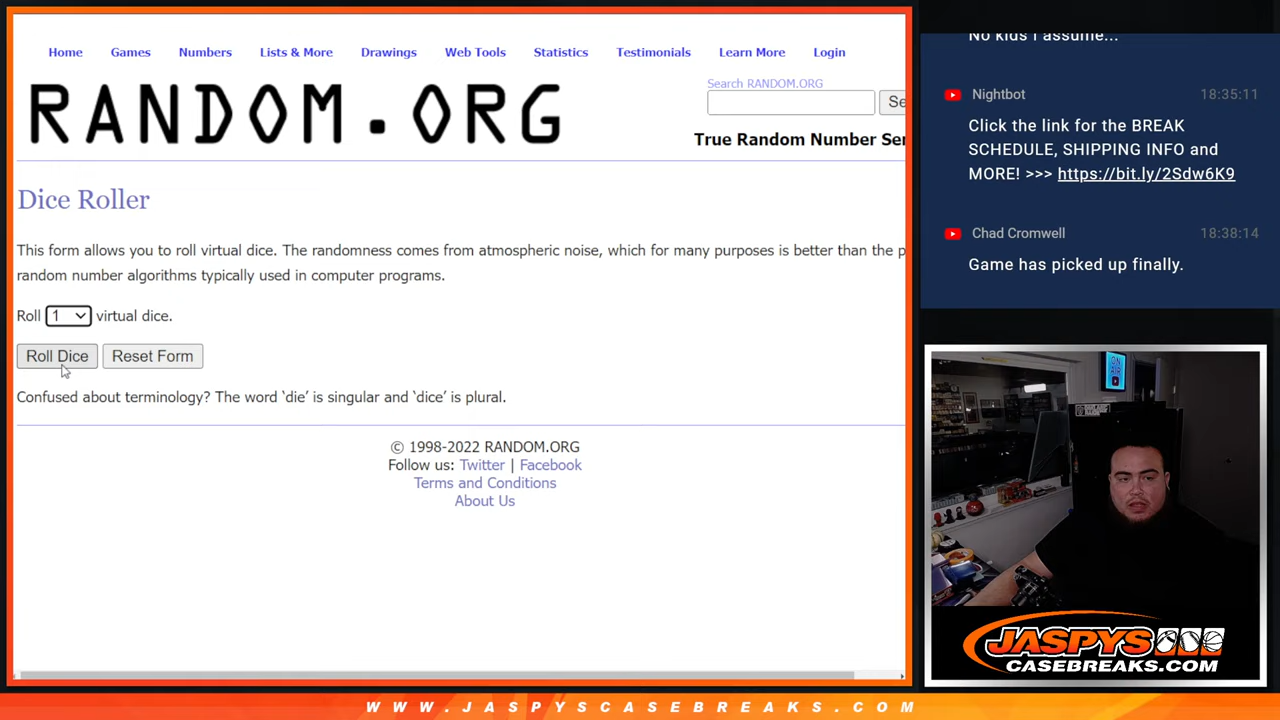 Home Games Numbers Lists & More Drawings Web Tools Statistics Testimonials Learn More Login
Search RANDOM.ORG
RANDOM.ORG
Se
True Random Number Ser
Dice Roller
This form allows you to roll virtual dice. The randomness comes from atmospheric noise, which for many purposes is better than the p
random number algorithms typically used in computer programs.
Roll 1 virtual dice.
Roll Dice Reset Form
Confused about terminology? The word ‘die’ is singular and ‘dice’ is plural.
© 1998-2022 RANDOM.ORG
Follow us: Twitter | Facebook
Terms and Conditions
About Us
No kids I assume...
Nightbot 18:35:11
Click the link for the BREAK
SCHEDULE, SHIPPING INFO and
MORE! >>> https://bit.ly/2Sdw6K9
Chad Cromwell 18:38:14
Game has picked up finally.
ON
AIR
JASPYS
CASEBREAKS.COM
WWW.JASPYSCASEBREAKS.COM